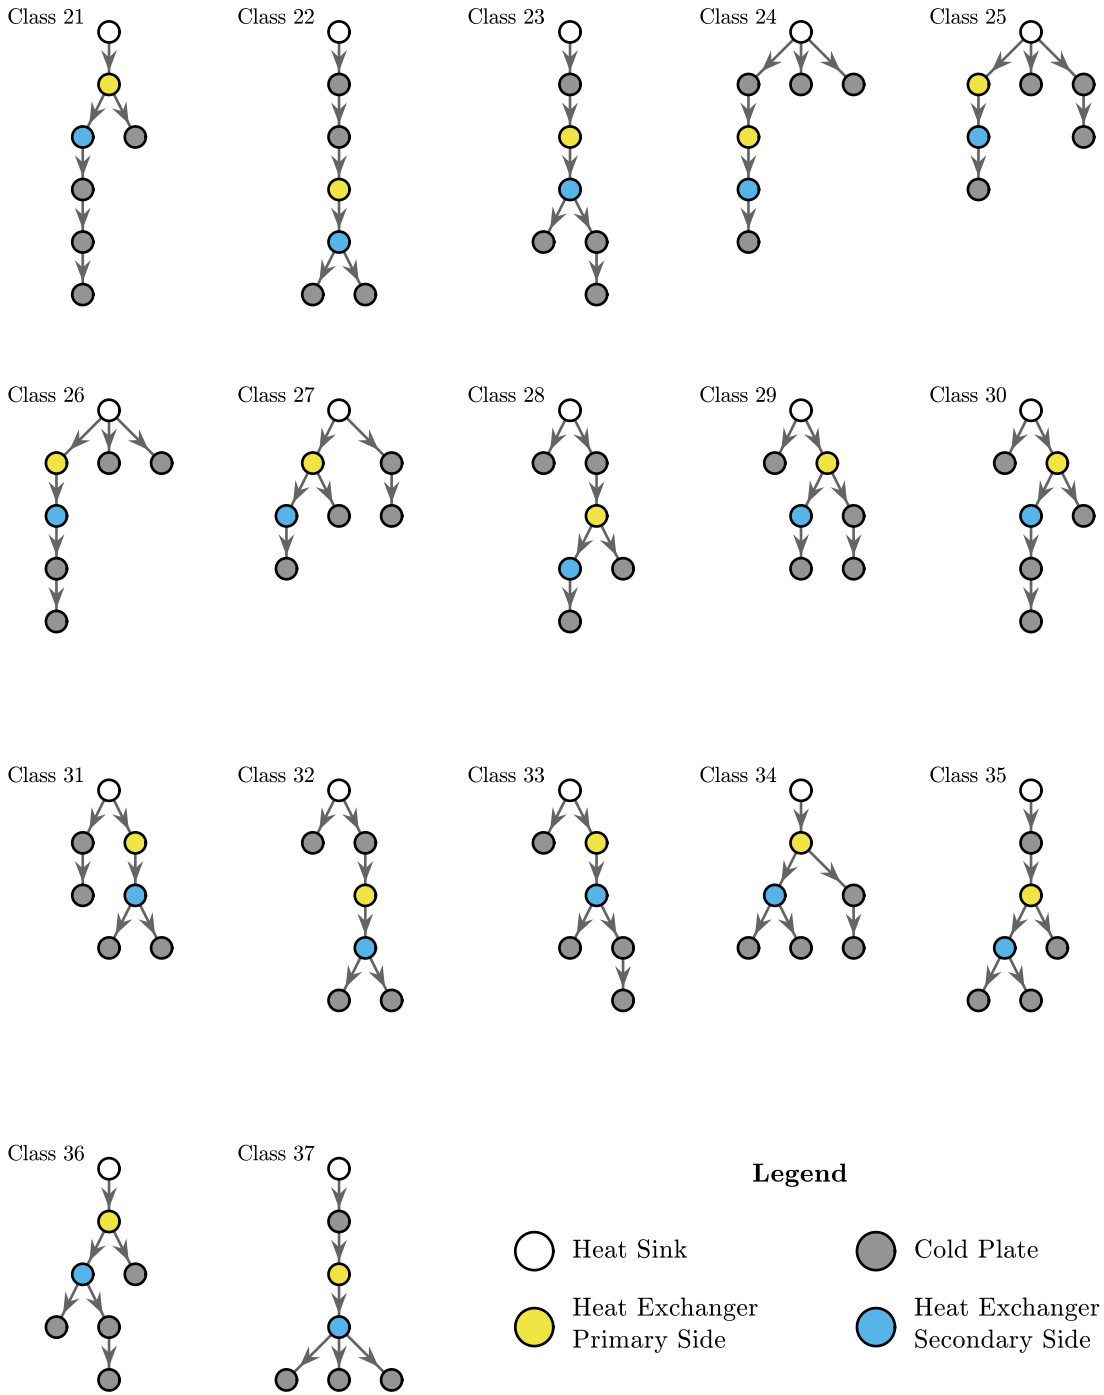 Class 21
Class 22
Class 23
Class 24
Class 25
Class 26
Class 27
Class 28
Class 29
Class 30
Class 31
Class 32
Class 33
Class 34
Class 35
Class 36
Class 37
Legend
Heat Sink
Cold Plate
Heat Exchanger
Primary Side
Heat Exchanger
Secondary Side